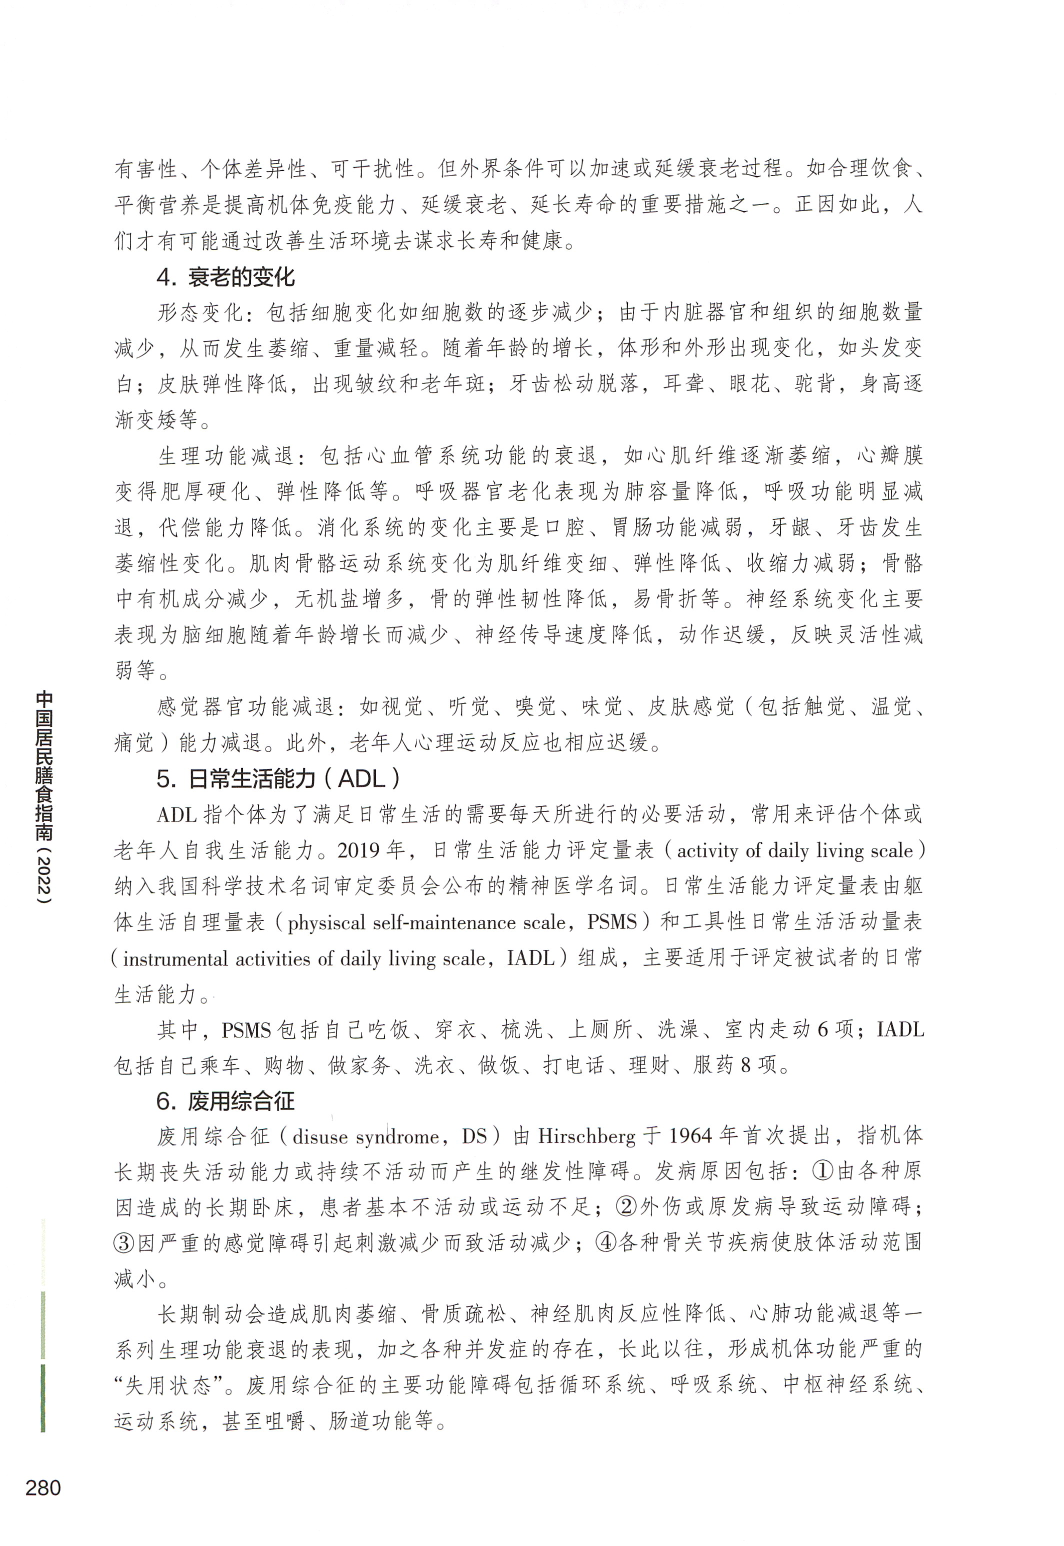 有害性、个体差异性、可干扰性。但外界条件可以加速或延缓衰老过程。如合理饮食、
平衡营养是提高机体免疫能力、延缓衰老、延长寿命的重要措施之一。正因如此，人
们才有可能通过改善生活环境去谋求长寿和健康。
4. 衰老的变化
形态变化：包括细胞变化如细胞数的逐步减少；由于内脏器官和组织的细胞数量
减少，从而发生萎缩、重量减轻。随着年龄的增长，体形和外形出现变化，如头发变
白；皮肤弹性降低，出现皱纹和老年斑；牙齿松动脱落，耳聋、眼花、驼背，身高逐
渐变矮等。
生理功能减退：包括心血管系统功能的衰退，如心肌纤维逐渐萎缩，心瓣膜
变得肥厚硬化、弹性降低等。呼吸器官老化表现为肺容量降低，呼吸功能明显减
退，代偿能力降低。消化系统的变化主要是口腔、胃肠功能减弱，牙龈、牙齿发生
萎缩性变化。肌肉骨骼运动系统变化为肌纤维变细、弹性降低、收缩力减弱；骨骼
中有机成分减少，无机盐增多，骨的弹性韧性降低，易骨折等。神经系统变化主要
表现为脑细胞随着年龄增长而减少、神经传导速度降低，动作迟缓，反映灵活性减
弱等。
感觉器官功能减退：如视觉、听觉、嗅觉、味觉、皮肤感觉（包括触觉、温觉、
痛觉）能力减退。此外，老年人心理运动反应也相应迟缓。
5. 日常生活能力（ADL）
ADL 指个体为了满足日常生活的需要每天所进行的必要活动，常用来评估个体或
老年人自我生活能力。2019 年，日常生活能力评定量表（activity of daily living scale）
纳入我国科学技术名词审定委员会公布的精神医学名词。日常生活能力评定量表由躯
体生活自理量表（physiscal self-maintenance scale，PSMS）和工具性日常生活活动量表
（instrumental activities of daily living scale，IADL）组成，主要适用于评定被试者的日常
生活能力。
其中，PSMS 包括自己吃饭、穿衣、梳洗、上厕所、洗澡、室内走动 6 项；IADL
包括自己乘车、购物、做家务、洗衣、做饭、打电话、理财、服药 8 项。
6. 废用综合征
废用综合征（disuse syndrome，DS）由 Hirschberg 于 1964 年首次提出，指机体
长期丧失活动能力或持续不活动而产生的继发性障碍。发病原因包括：①由各种原
因造成的长期卧床，患者基本不活动或运动不足；②外伤或原发病导致运动障碍；
③因严重的感觉障碍引起刺激减少而致活动减少；④各种骨关节疾病使肢体活动范围
减小。
长期制动会造成肌肉萎缩、骨质疏松、神经肌肉反应性降低、心肺功能减退等一
系列生理功能衰退的表现，加之各种并发症的存在，长此以往，形成机体功能严重的
“失用状态”。废用综合征的主要功能障碍包括循环系统、呼吸系统、中枢神经系统、
运动系统，甚至咀嚼、肠道功能等。
中国居民膳食指南（2022）
280